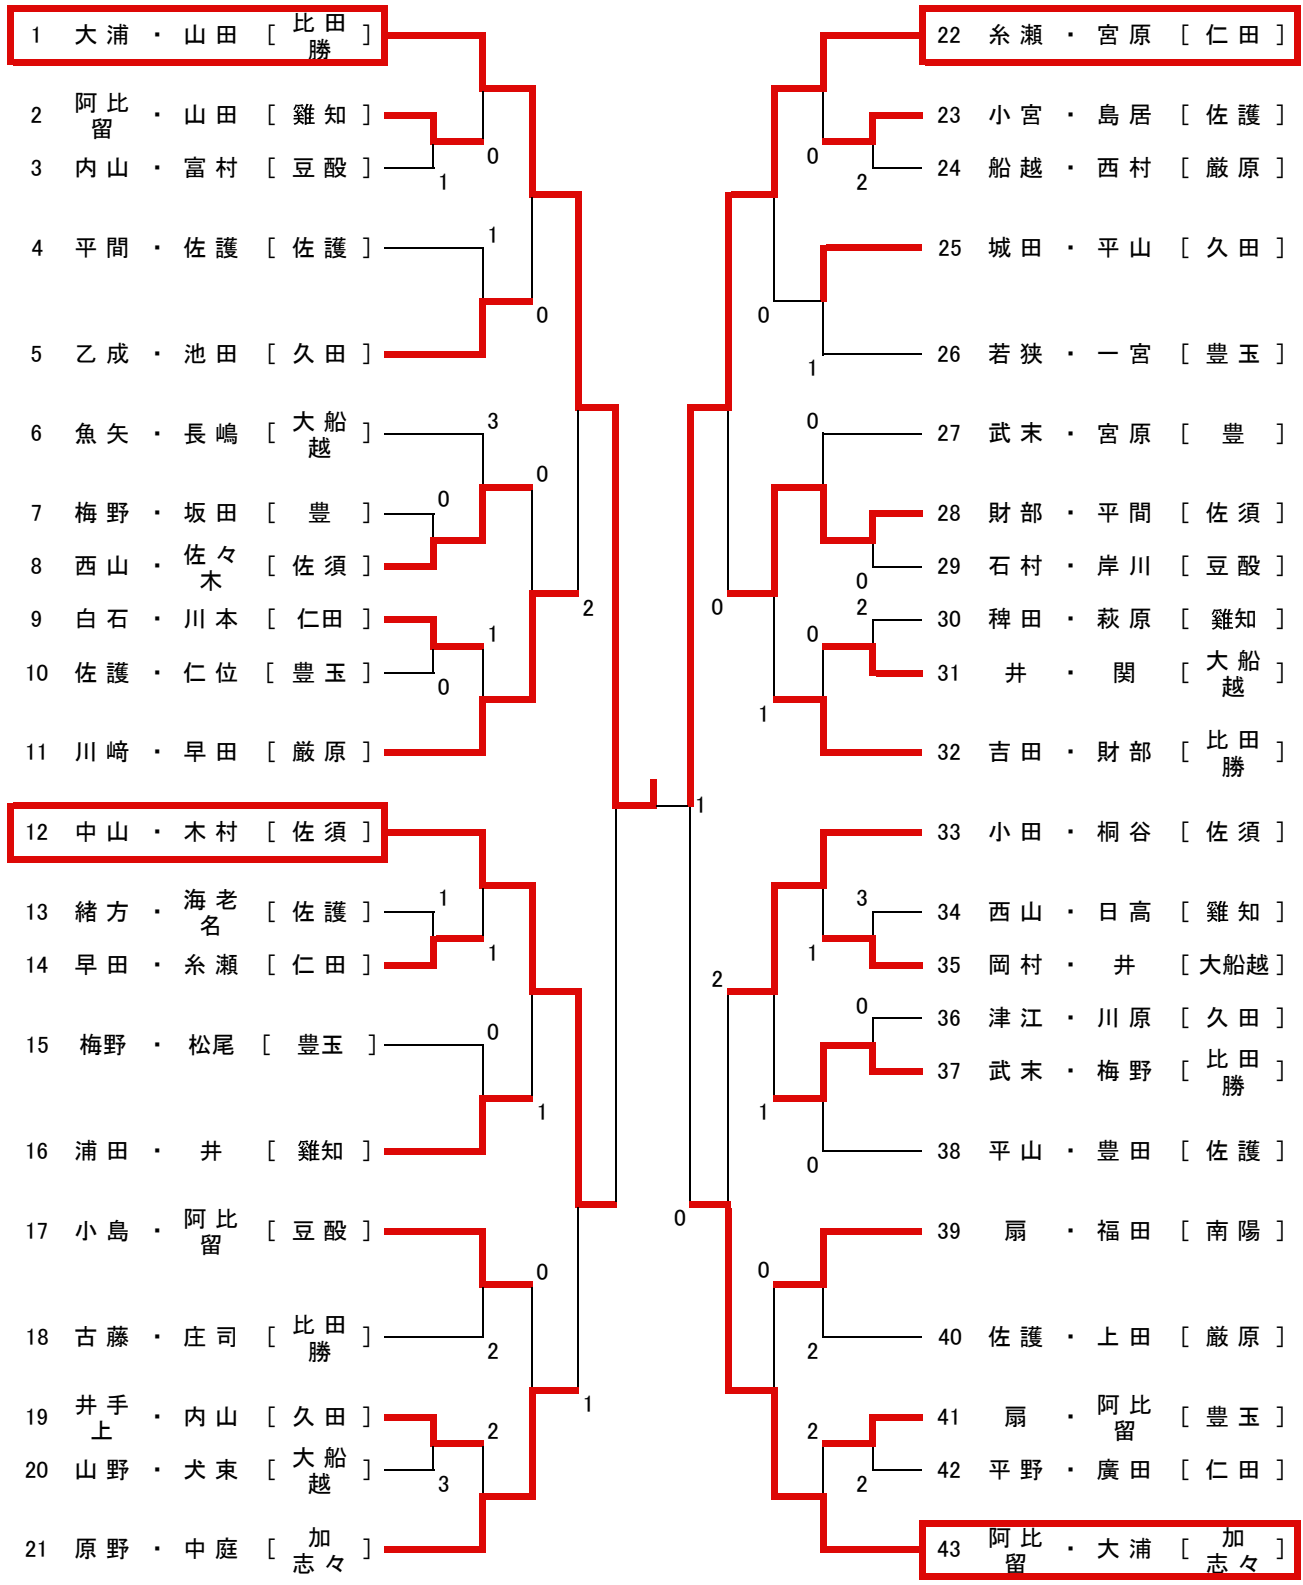 1 大浦・山田 [ 比田勝 ]
2 阿比留・山田 [ 雞知 ]
0
3 内山・富村 [ 豆酘 ]
1
4 平間・佐護 [ 佐護 ]
1
0
5 乙成・池田 [ 久田 ]
6 魚矢・長嶋 [ 大船越 ]
3
0
7 梅野・坂田 [ 豊 ]
0
8 西山・佐々木 [ 佐須 ]
9 白石・川本 [ 仁田 ]
1
2
10 佐護・仁位 [ 豊玉 ]
0
11 川﨑・早田 [ 厳原 ]
12 中山・木村 [ 佐須 ]
13 緒方・海老名 [ 佐護 ]
1
14 早田・糸瀬 [ 仁田 ]
1
15 梅野・松尾 [ 豊玉 ]
0
1
16 浦田・井 [ 雞知 ]
17 小島・阿比留 [ 豆酘 ]
0
18 古藤・庄司 [ 比田勝 ]
2
19 井手上・内山 [ 久田 ]
2
1
20 山野・犬束 [ 大船越 ]
3
21 原野・中庭 [ 加志々 ]
1
22 糸瀬・宮原 [ 仁田 ]
23 小宮・島居 [ 佐護 ]
0
24 船越・西村 [ 厳原 ]
2
25 城田・平山 [ 久田 ]
0
26 若狭・一宮 [ 豊玉 ]
1
27 武末・宮原 [ 豊 ]
0
28 財部・平間 [ 佐須 ]
29 石村・岸川 [ 豆酘 ]
0
0
30 稗田・萩原 [ 雞知 ]
2
0
31 井・関 [ 大船越 ]
1
32 吉田・財部 [ 比田勝 ]
33 小田・桐谷 [ 佐須 ]
34 西山・日高 [ 雞知 ]
3
35 岡村・井 [ 大船越 ]
1
2
36 津江・川原 [ 久田 ]
0
37 武末・梅野 [ 比田勝 ]
1
38 平山・豊田 [ 佐護 ]
0
0
39 扇・福田 [ 南陽 ]
0
40 佐護・上田 [ 厳原 ]
2
41 扇・阿比留 [ 豊玉 ]
2
42 平野・廣田 [ 仁田 ]
2
43 阿比留・大浦 [ 加志々 ]